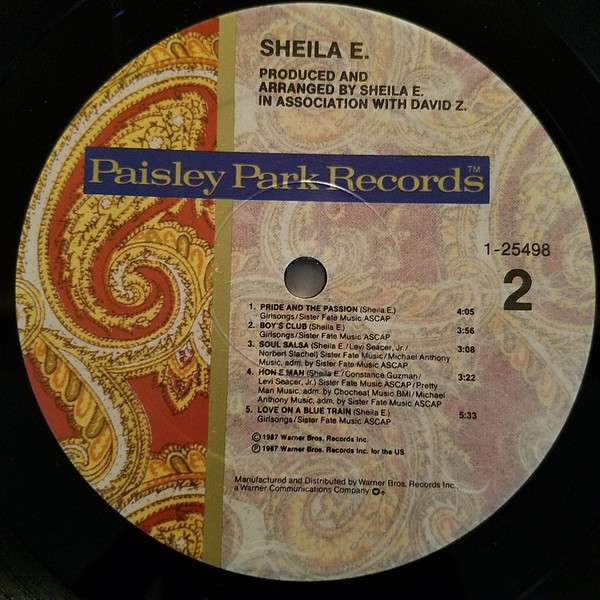 SHEILA E.
PRODUCED AND
ARRANGED BY SHEILA E.
IN ASSOCIATION WITH DAVID Z.
Paisley Park Records™
1-25498
2
1. PRIDE AND THE PASSION (Sheila E.) 4:05
Girlsongs/Sister Fate Music ASCAP
2. BOY'S CLUB (Sheila E.) 3:56
Girlsongs/Sister Fate Music ASCAP
3. SOUL SALSA (Sheila E./Levi Seacer, Jr./ 3:08
Norbert Stachel) Sister Fate Music/Michael Anthony
Music, adm. by Sister Fate Music ASCAP
4. HON E MAN (Sheila E./Constance Guzman/ 3:22
Levi Seacer, Jr.) Sister Fate Music ASCAP/Pretty
Man Music, adm. by Chocheat Music BMI/Michael
Anthony Music, adm. by Sister Fate Music ASCAP
5. LOVE ON A BLUE TRAIN (Sheila E.) 5:33
Girlsongs/Sister Fate Music ASCAP
© 1987 Warner Bros. Records Inc.
℗ 1987 Warner Bros. Records Inc. for the US
Manufactured and Distributed by Warner Bros. Records Inc.,
a Warner Communications Company ®